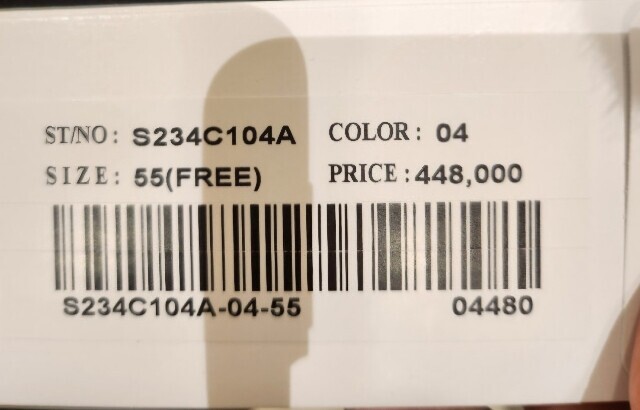 ST/NO: S234C104A COLOR: 04
SIZE: 55(FREE) PRICE: 448,000
S234C104A-04-55 04480